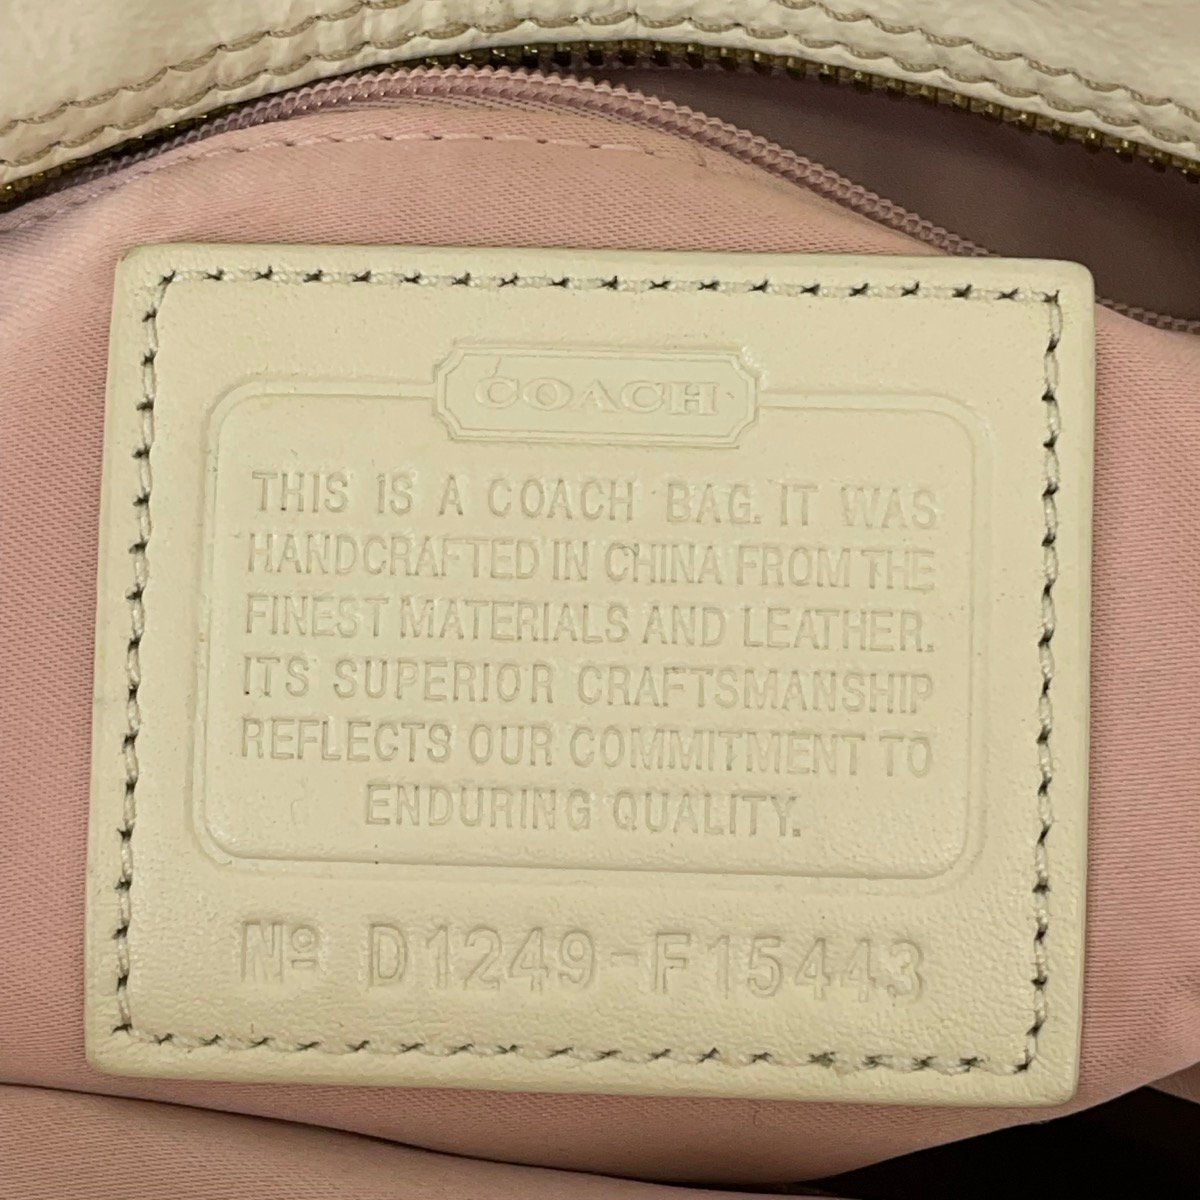 COACH
THIS IS A COACH BAG. IT WAS
HANDCRAFTED IN CHINA FROM THE
FINEST MATERIALS AND LEATHER.
ITS SUPERIOR CRAFTSMANSHIP
REFLECTS OUR COMMITMENT TO
ENDURING QUALITY.
Nº D1249-F15443